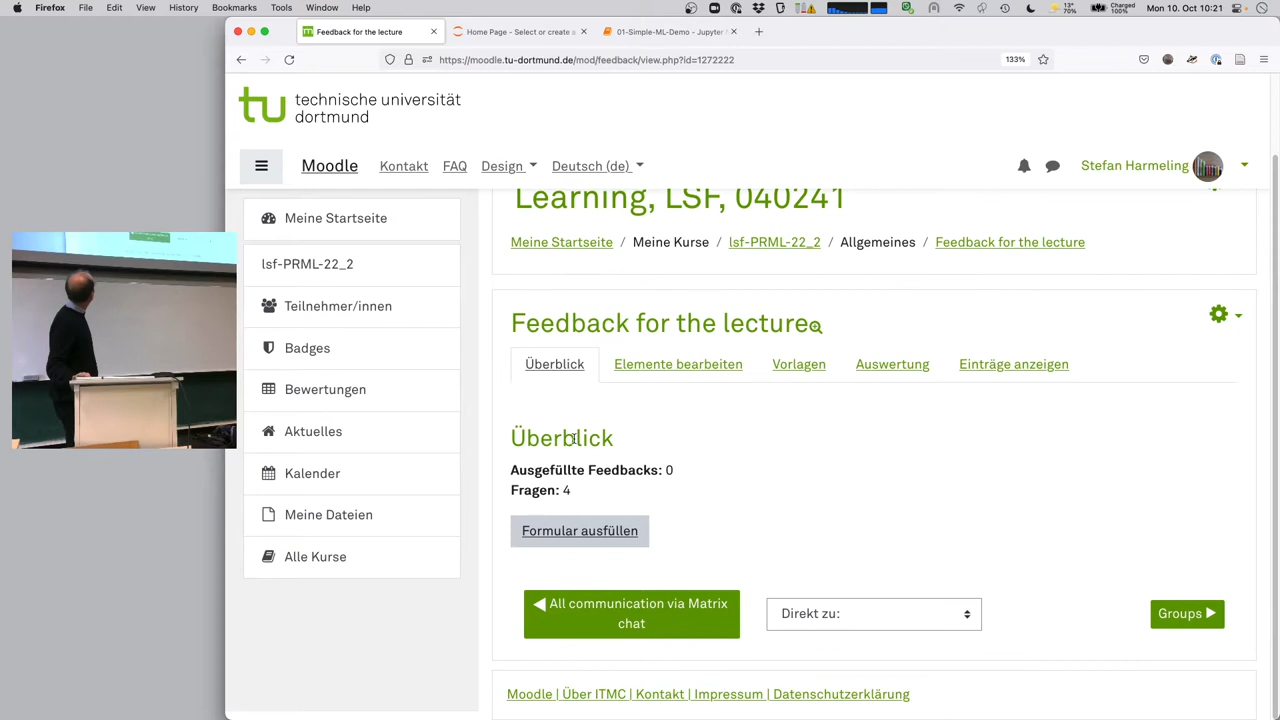 Firefox File Edit View History Bookmarks Tools Window Help
Mon 10. Oct 10:21
Feedback for the lecture
Home Page - Select or create a
01-Simple-ML-Demo - Jupyter
https://moodle.tu-dortmund.de/mod/feedback/view.php?id=1272222
133%
technische universität
dortmund
Moodle Kontakt FAQ Design Deutsch (de) Stefan Harmeling
Learning, LSF, 040241
Meine Startseite / Meine Kurse / lsf-PRML-22_2 / Allgemeines / Feedback for the lecture
Meine Startseite
lsf-PRML-22_2
Teilnehmer/innen
Badges
Bewertungen
Aktuelles
Kalender
Meine Dateien
Alle Kurse
Feedback for the lecture
Überblick Elemente bearbeiten Vorlagen Auswertung Einträge anzeigen
Überblick
Ausgefüllte Feedbacks: 0
Fragen: 4
Formular ausfüllen
◀ All communication via Matrix
chat
Direkt zu:
Groups ▶
Moodle | Über ITMC | Kontakt | Impressum | Datenschutzerklärung